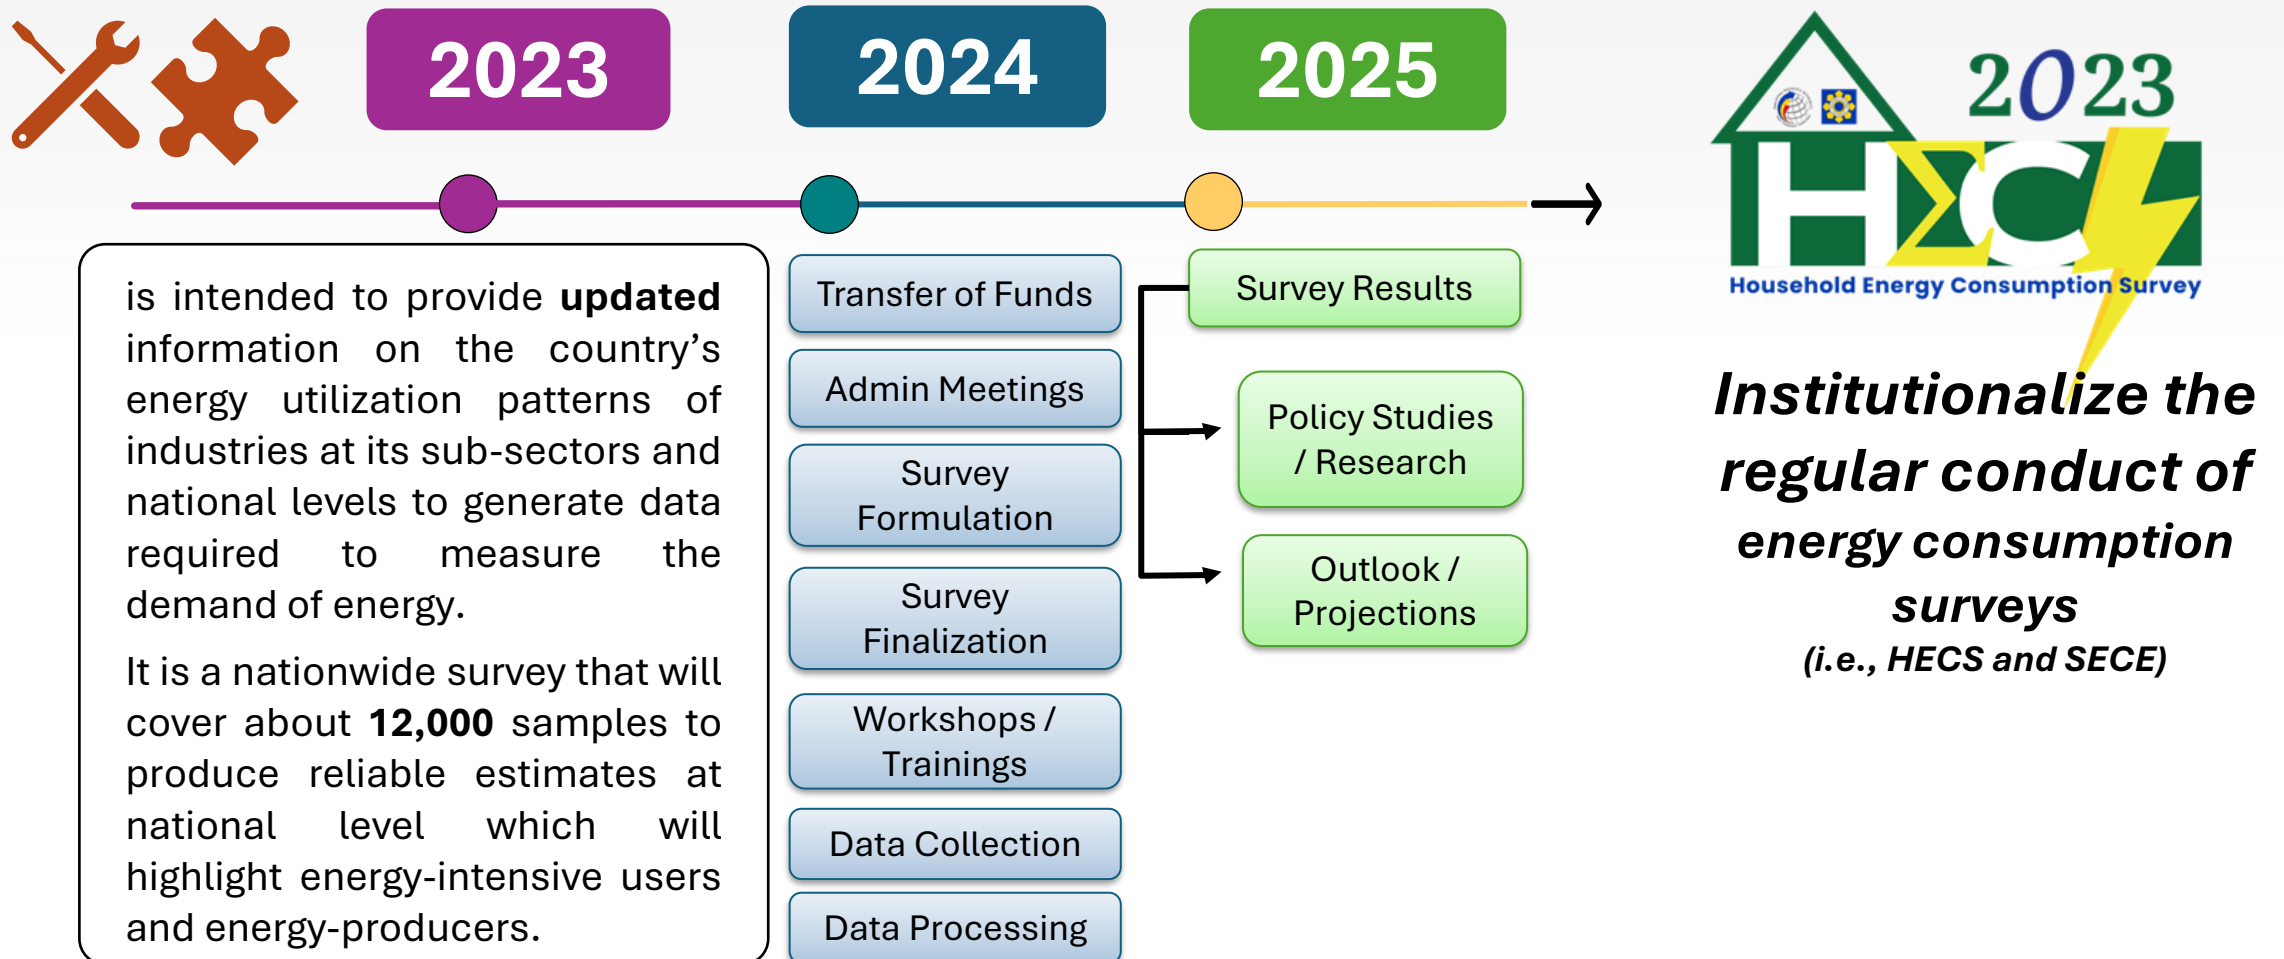 2023
2024
2025
is intended to provide updated
information on the country’s
energy utilization patterns of
industries at its sub-sectors and
national levels to generate data
required to measure the
demand of energy.
It is a nationwide survey that will
cover about 12,000 samples to
produce reliable estimates at
national level which will
highlight energy-intensive users
and energy-producers.
Transfer of Funds
Admin Meetings
Survey
Formulation
Survey
Finalization
Workshops /
Trainings
Data Collection
Data Processing
Survey Results
Policy Studies
/ Research
Outlook /
Projections
2023
HΣC
Household Energy Consumption Survey
Institutionalize the
regular conduct of
energy consumption
surveys
(i.e., HECS and SECE)